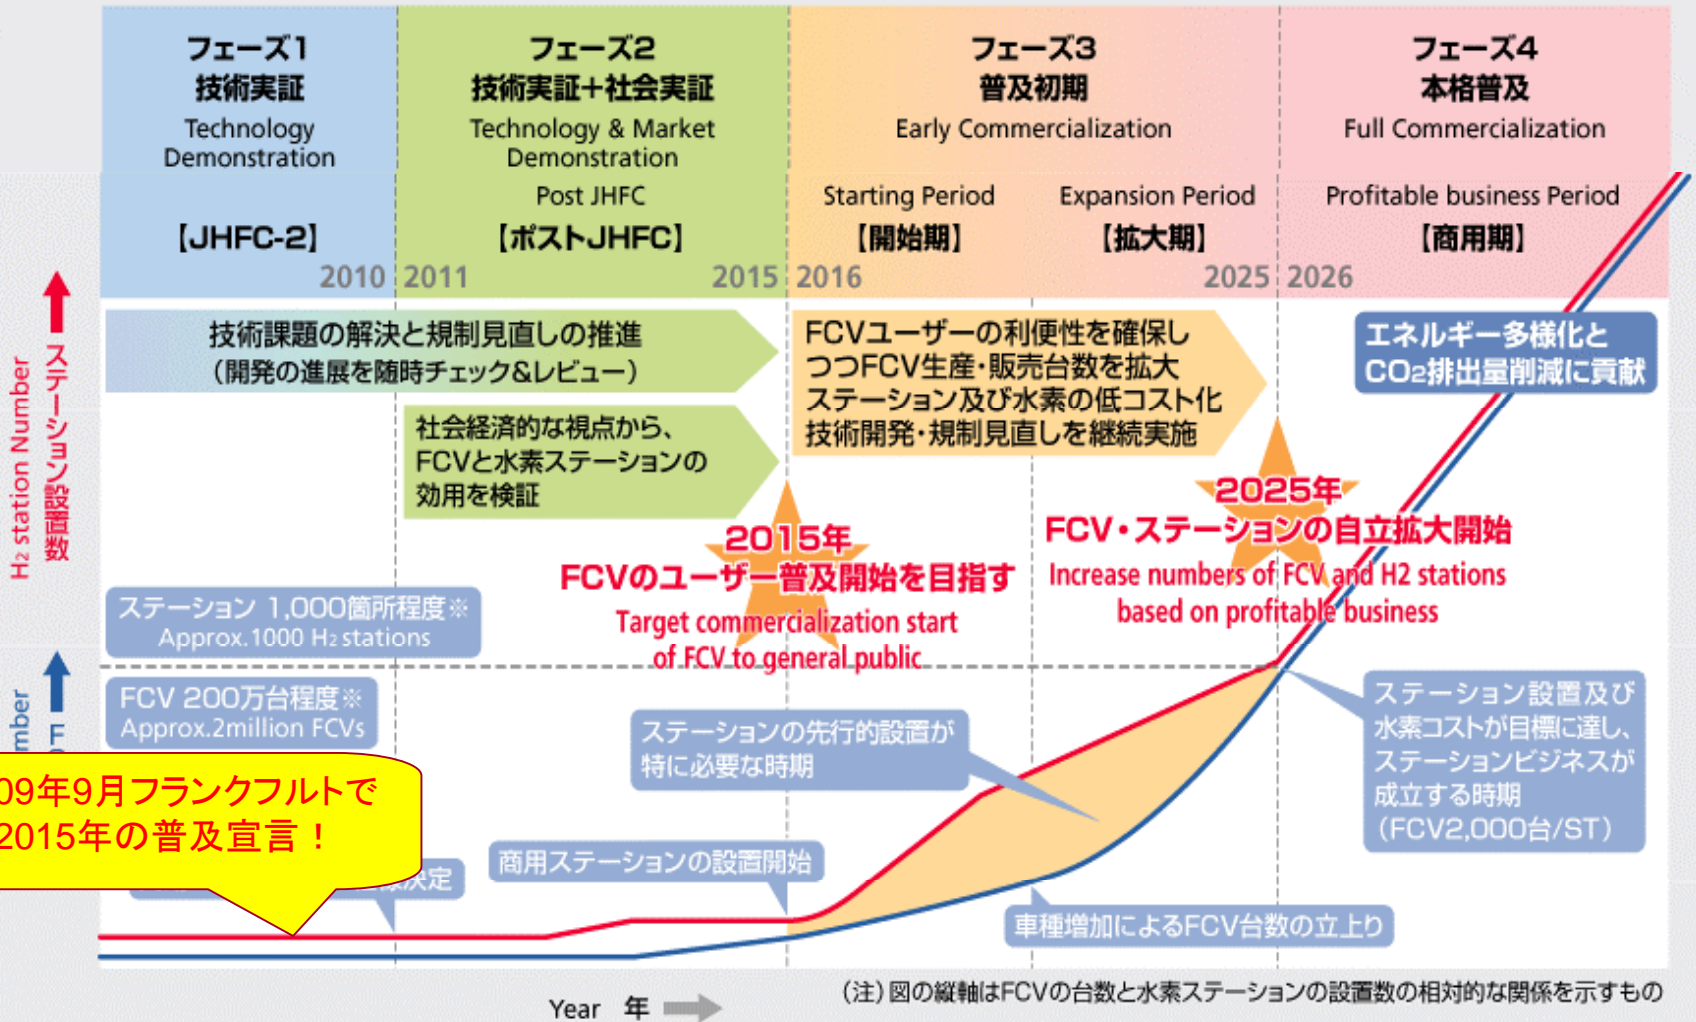 フェーズ1
技術実証
Technology
Demonstration
【JHFC-2】
2010
フェーズ2
技術実証＋社会実証
Technology & Market
Demonstration
Post JHFC
【ポストJHFC】
2011
2015
フェーズ3
普及初期
Early Commercialization
Starting Period
【開始期】
Expansion Period
【拡大期】
2016
2025
フェーズ4
本格普及
Full Commercialization
Profitable business Period
【商用期】
2026
H2 station Number
ステーション設置数
技術課題の解決と規制見直しの推進
（開発の進展を随時チェック&レビュー）
社会経済的な視点から、
FCVと水素ステーションの
効用を検証
FCVユーザーの利便性を確保し
つつFCV生産・販売台数を拡大
ステーション及び水素の低コスト化
技術開発・規制見直しを継続実施
エネルギー多様化と
CO2排出量削減に貢献
2015年
FCVのユーザー普及開始を目指す
Target commercialization start
of FCV to general public
2025年
FCV・ステーションの自立拡大開始
Increase numbers of FCV and H2 stations
based on profitable business
ステーション 1,000箇所程度※
Approx.1000 H2 stations
FCV 200万台程度※
Approx.2million FCVs
09年9月フランクフルトで
2015年の普及宣言！
決定
商用ステーションの設置開始
ステーションの先行的設置が
特に必要な時期
車種増加によるFCV台数の立上り
ステーション設置及び
水素コストが目標に達し、
ステーションビジネスが
成立する時期
（FCV2,000台/ST）
Year 年
（注）図の縦軸はFCVの台数と水素ステーションの設置数の相対的な関係を示すもの